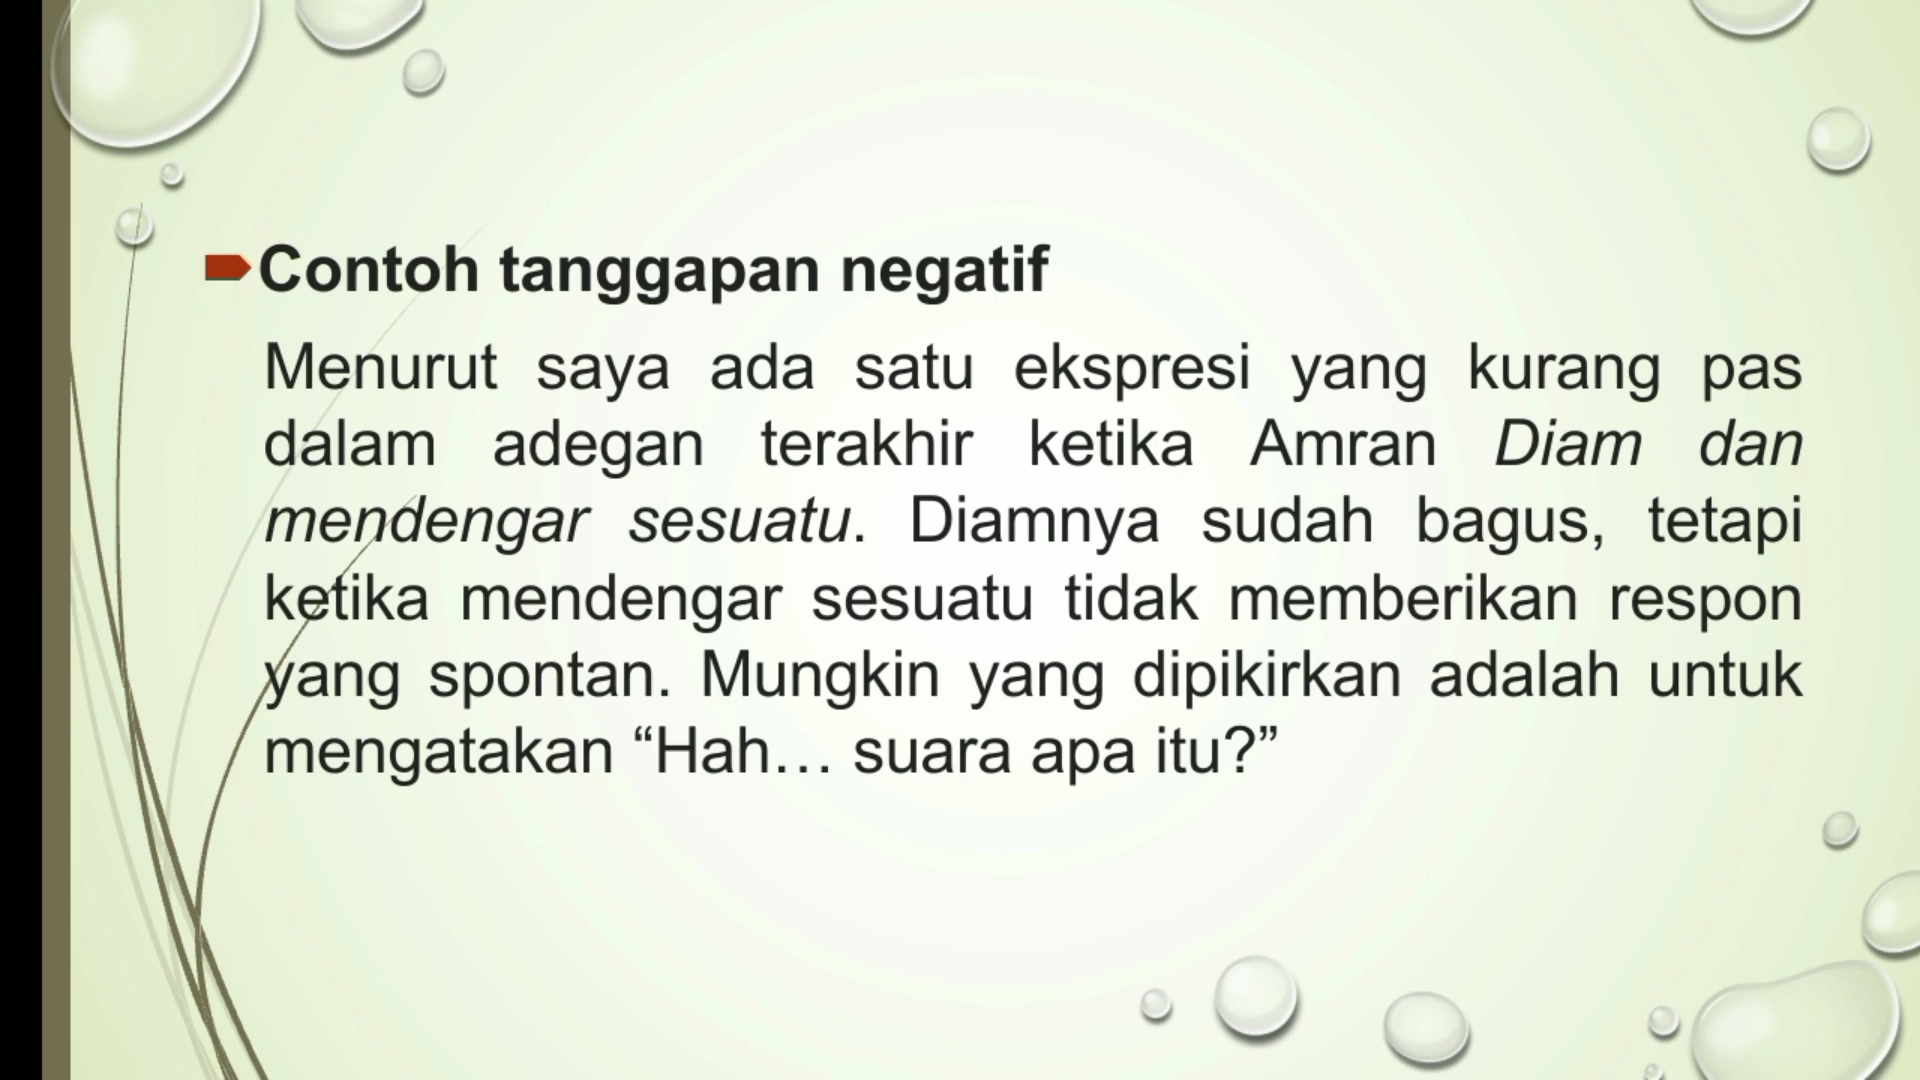 Contoh tanggapan negatif
Menurut saya ada satu ekspresi yang kurang pas
dalam adegan terakhir ketika Amran Diam dan
mendengar sesuatu. Diamnya sudah bagus, tetapi
ketika mendengar sesuatu tidak memberikan respon
yang spontan. Mungkin yang dipikirkan adalah untuk
mengatakan “Hah… suara apa itu?”